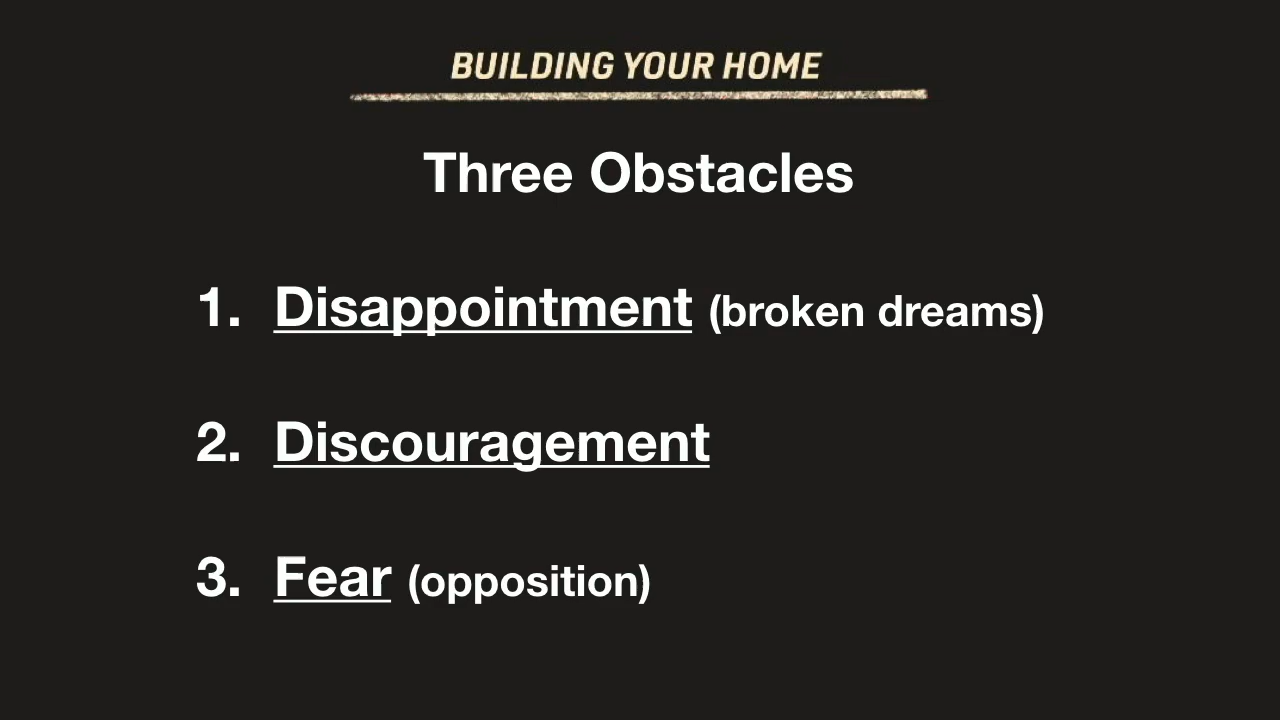 BUILDING YOUR HOME
Three Obstacles
1. Disappointment (broken dreams)
2. Discouragement
3. Fear (opposition)